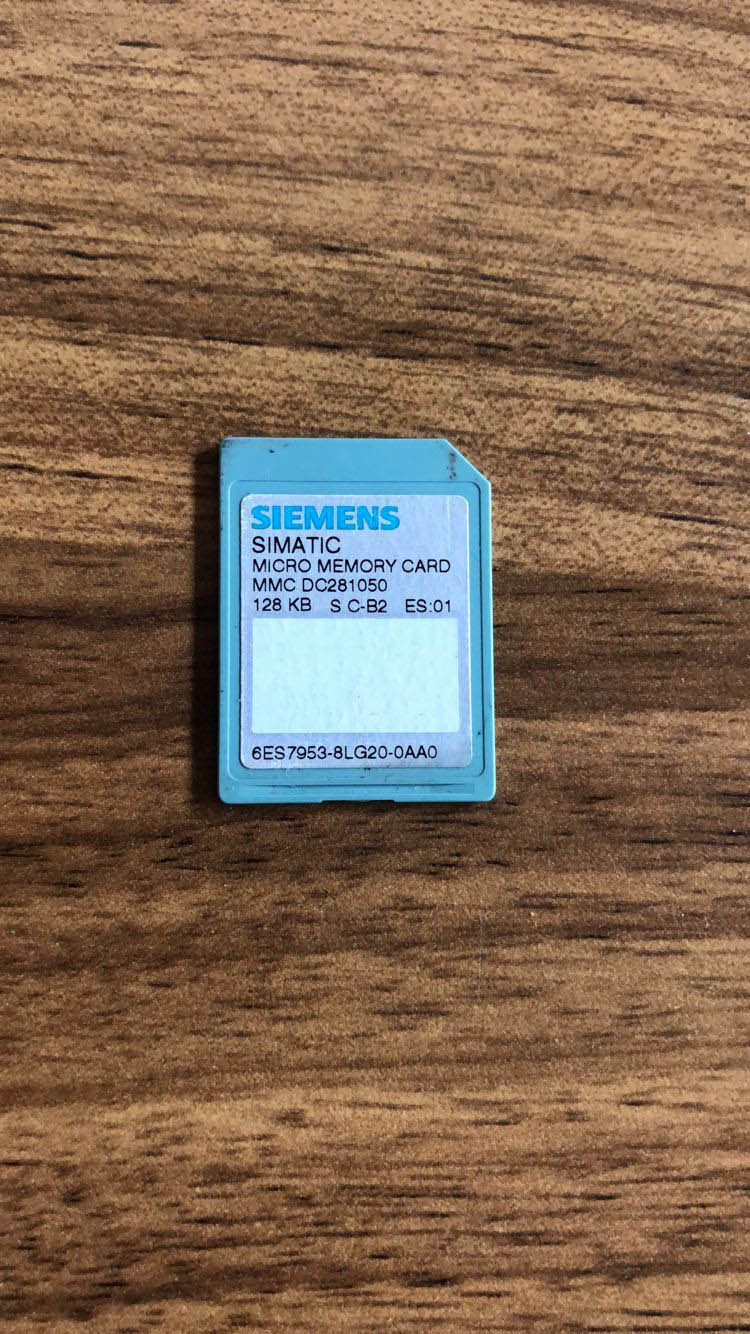 SIEMENS
SIMATIC
MICRO MEMORY CARD
MMC DC281050
128 KB S C-B2 ES:01
6ES7953-8LG20-0AA0